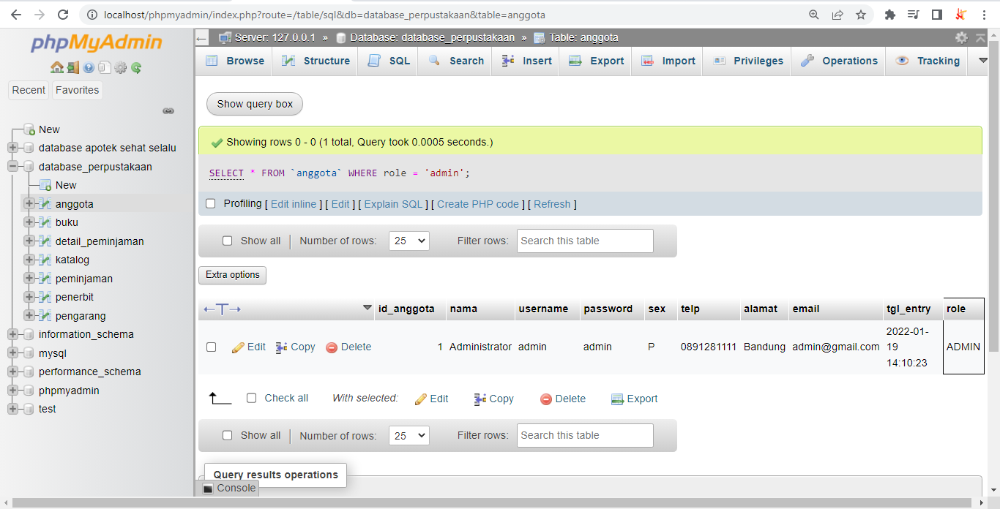 localhost/phpmyadmin/index.php?route=/table/sql&db=database_perpustakaan&table=anggota
phpMyAdmin
Recent Favorites
New
database apotek sehat selalu
database_perpustakaan
New
anggota
buku
detail_peminjaman
katalog
peminjaman
penerbit
pengarang
information_schema
mysql
performance_schema
phpmyadmin
test
Server: 127.0.0.1 » Database: database_perpustakaan » Table: anggota
Browse Structure SQL Search Insert Export Import Privileges Operations Tracking
Show query box
Showing rows 0 - 0 (1 total, Query took 0.0005 seconds.)
SELECT * FROM `anggota` WHERE role = 'admin';
Profiling [ Edit inline ] [ Edit ] [ Explain SQL ] [ Create PHP code ] [ Refresh ]
Show all | Number of rows: 25 Filter rows: Search this table
Extra options
←T→ id_anggota nama username password sex telp alamat email tgl_entry role
Edit Copy Delete 1 Administrator admin admin P 0891281111 Bandung admin@gmail.com 2022-01-19 14:10:23 ADMIN
Check all With selected: Edit Copy Delete Export
Show all | Number of rows: 25 Filter rows: Search this table
Query results operations
Console